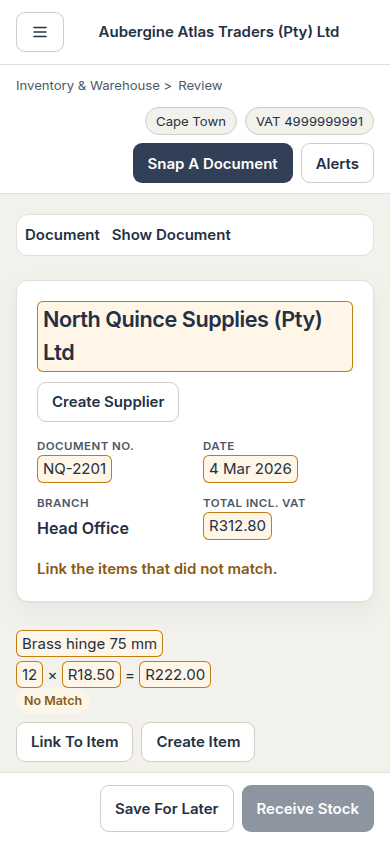 Aubergine Atlas Traders (Pty) Ltd
Inventory & Warehouse > Review
Cape Town VAT 4999999991
Snap A Document Alerts
Document Show Document
North Quince Supplies (Pty)
Ltd
Create Supplier
DOCUMENT NO. DATE
NQ-2201 4 Mar 2026
BRANCH TOTAL INCL. VAT
Head Office R312.80
Link the items that did not match.
Brass hinge 75 mm
12 × R18.50 = R222.00
No Match
Link To Item Create Item
Save For Later Receive Stock